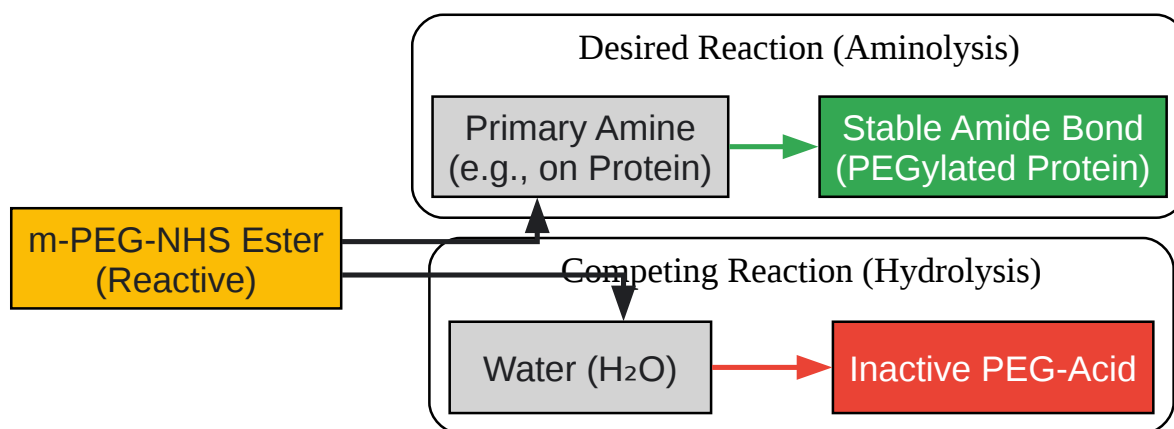 Desired Reaction (Aminolysis)
Primary Amine
(e.g., on Protein)
Stable Amide Bond
(PEGylated Protein)
m-PEG-NHS Ester
(Reactive)
Competing Reaction (Hydrolysis)
Water (H₂O)
Inactive PEG-Acid